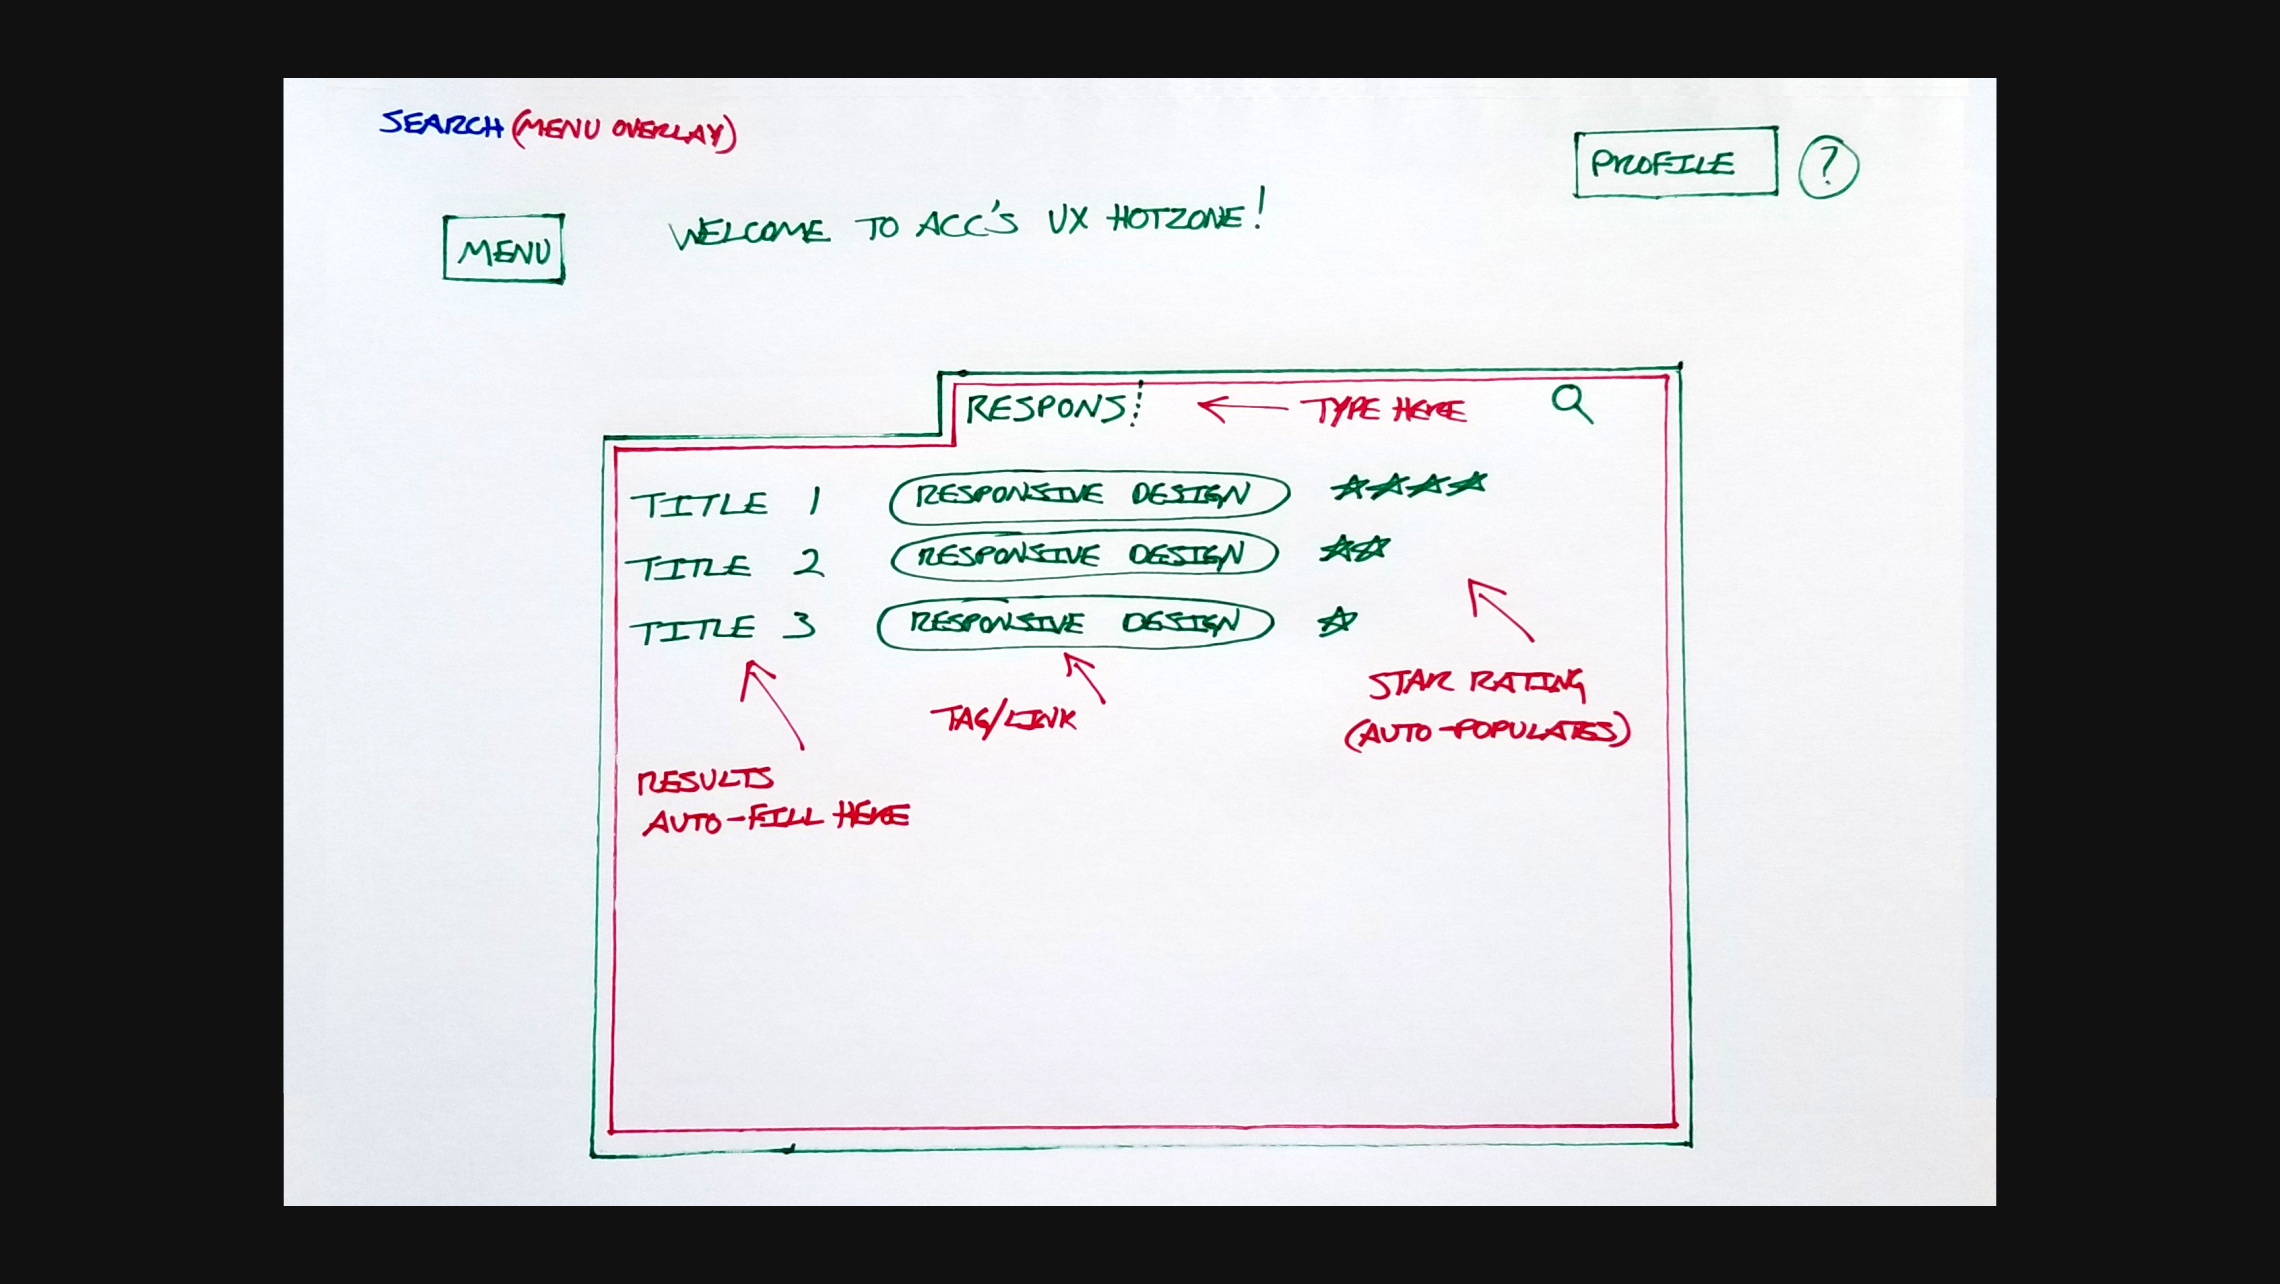 SEARCH (MENU OVERLAY)
PROFILE ?
MENU WELCOME TO ACC'S UX HOTZONE!
RESPONS TYPE HERE
TITLE 1 RESPONSIVE DESIGN
TITLE 2 RESPONSIVE DESIGN
TITLE 3 RESPONSIVE DESIGN
TAG/LINK
STAR RATING
(AUTO-POPULATES)
RESULTS
AUTO-FILL HERE